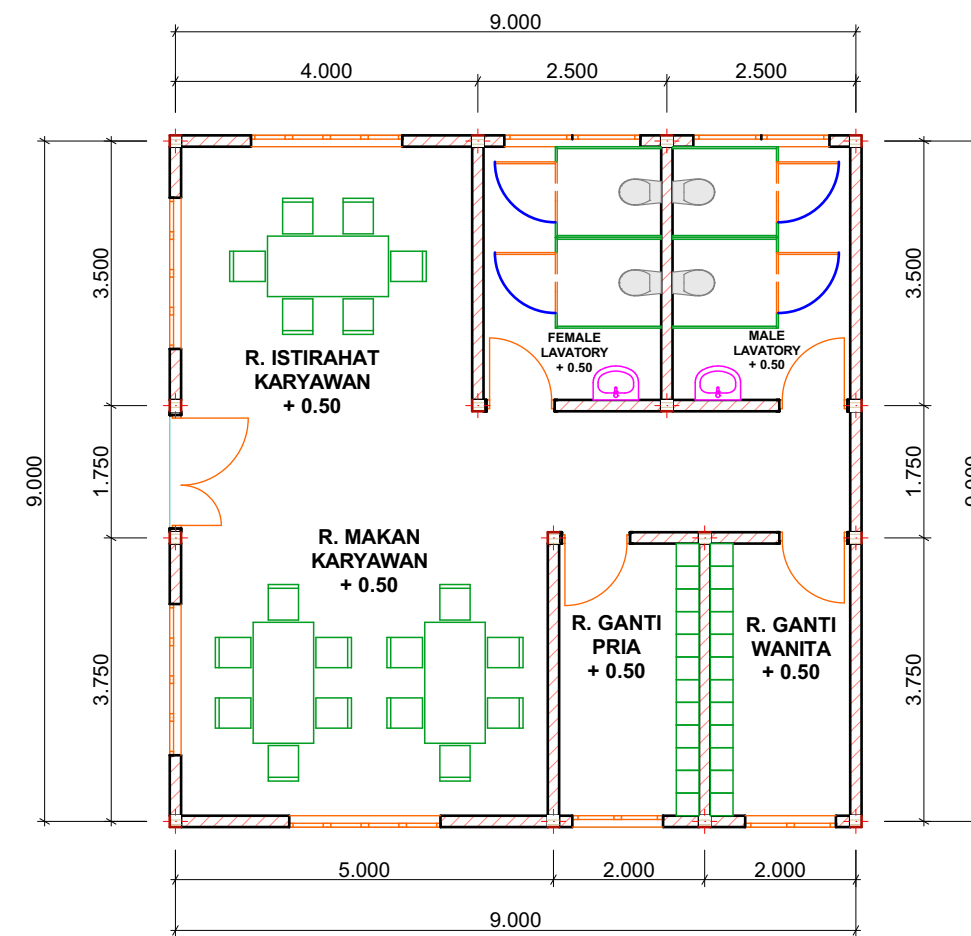 9.000
4.000
2.500
2.500
9.000
3.500
1.750
3.750
3.500
1.750
3.750
R. ISTIRAHAT
KARYAWAN
+ 0.50
FEMALE
LAVATORY
+ 0.50
MALE
LAVATORY
+ 0.50
R. MAKAN
KARYAWAN
+ 0.50
R. GANTI
PRIA
+ 0.50
R. GANTI
WANITA
+ 0.50
5.000
2.000
2.000
9.000